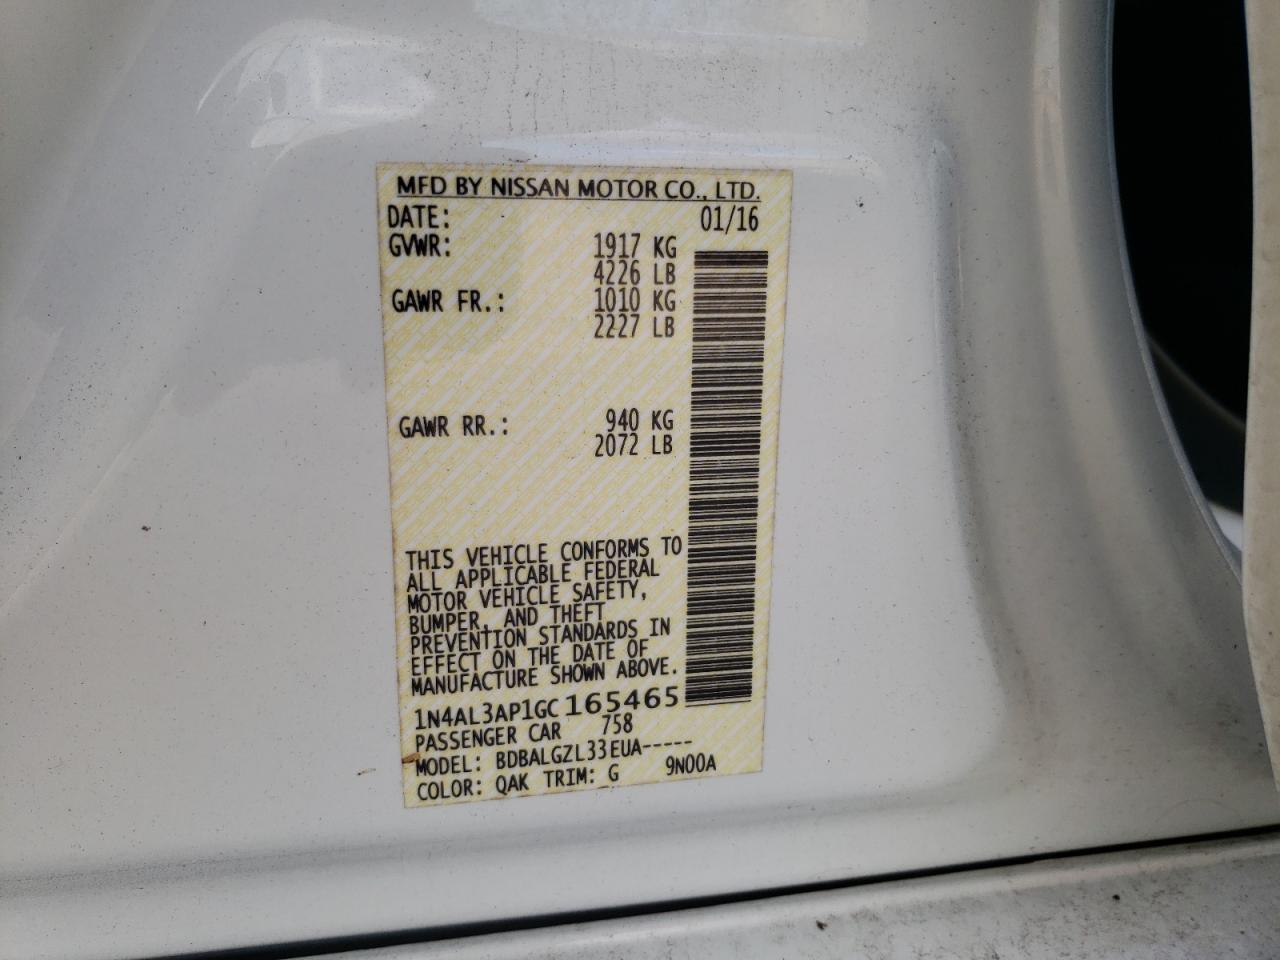 MFD BY NISSAN MOTOR CO., LTD.
DATE: 01/16
GVWR: 1917 KG
4226 LB
GAWR FR.: 1010 KG
2227 LB
GAWR RR.: 940 KG
2072 LB
THIS VEHICLE CONFORMS TO
ALL APPLICABLE FEDERAL
MOTOR VEHICLE SAFETY,
BUMPER, AND THEFT
PREVENTION STANDARDS IN
EFFECT ON THE DATE OF
MANUFACTURE SHOWN ABOVE.
1N4AL3AP1GC165465
PASSENGER CAR 758
MODEL: BDBALGZL33EUA-----
COLOR: QAK TRIM: G 9N00A